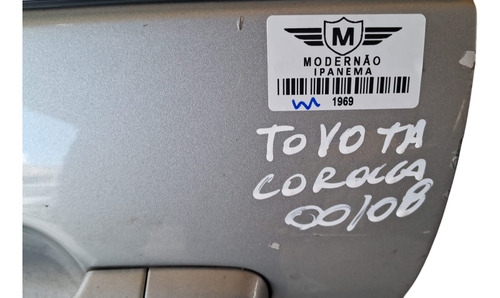 M
MODERNÃO
IPANEMA
1969
TOYOTA
COROLLA
00/08